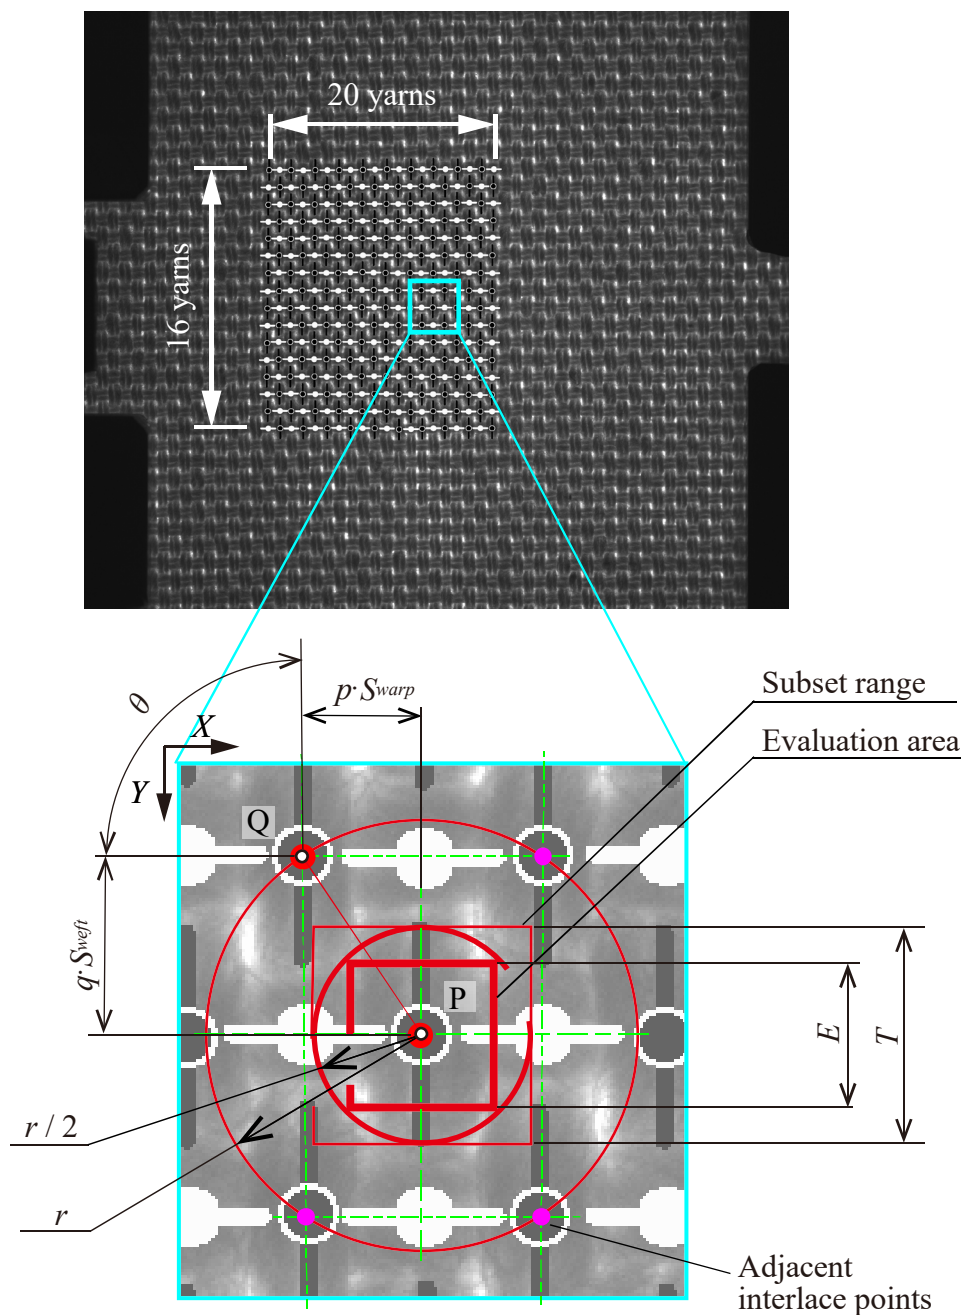 20 yarns
16 yarns
θ
p·Swarp
Subset range
X
Evaluation area
Y
Q
q·Sweft
P
E
T
r / 2
r
Adjacent
interlace points